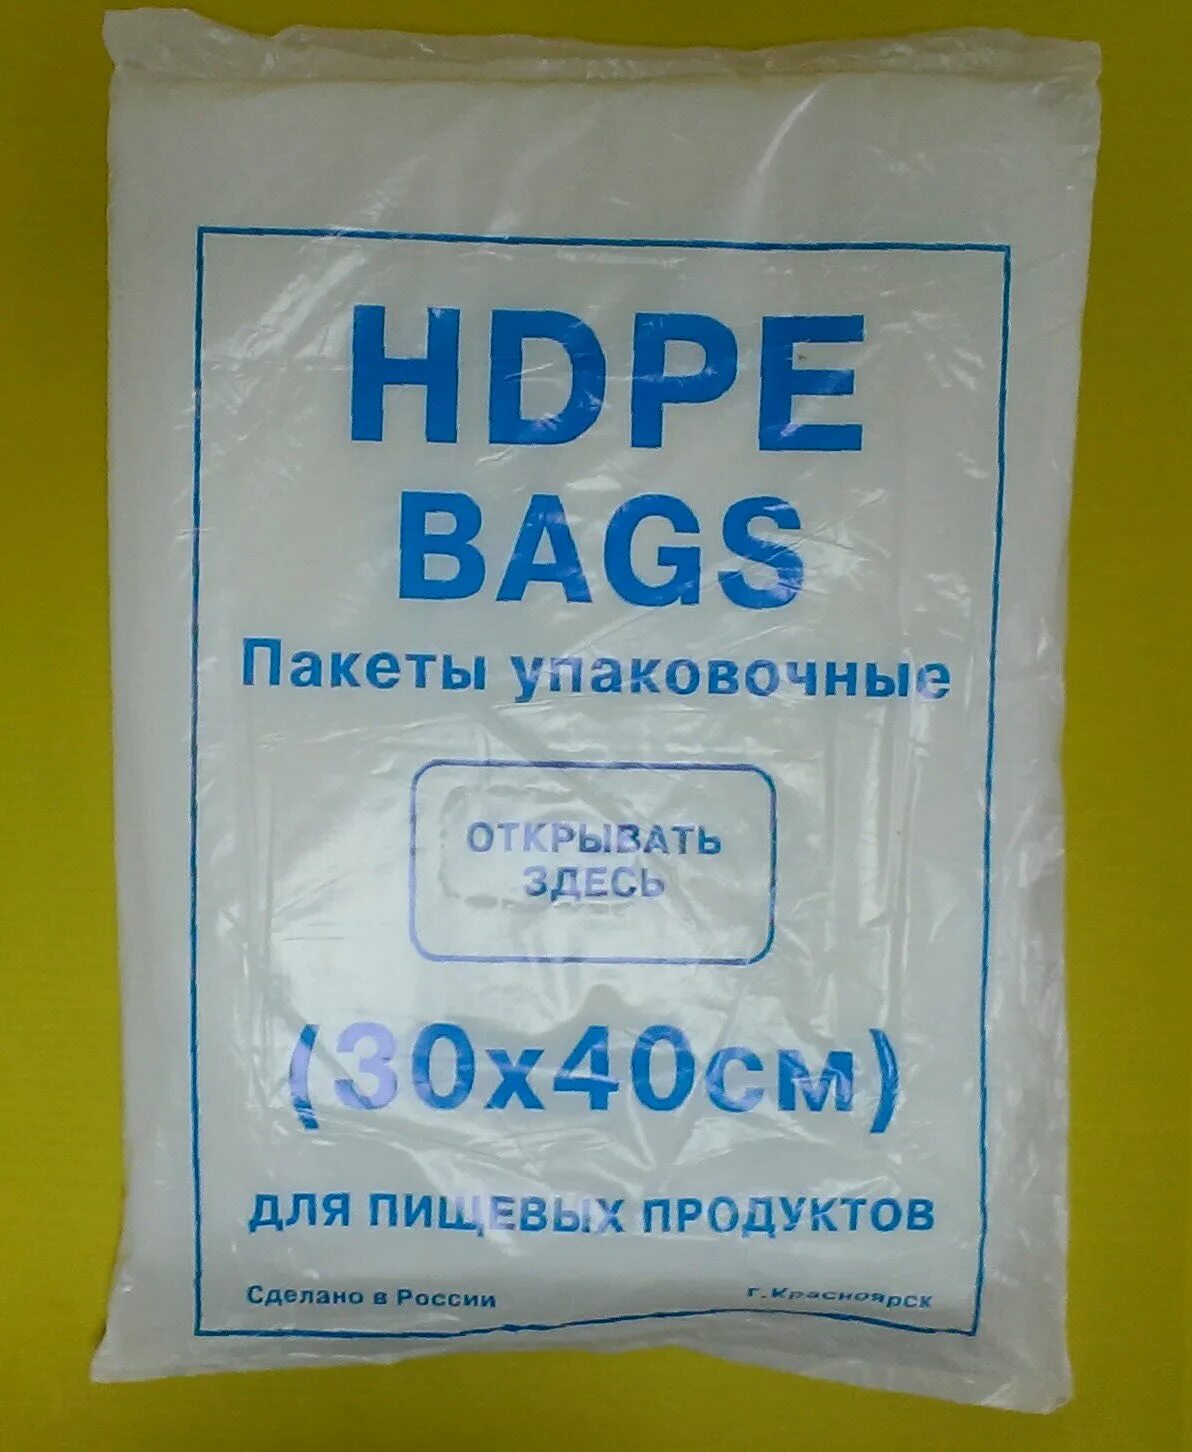 HDPE
BAGS
Пакеты упаковочные
ОТКРЫВАТЬ
ЗДЕСЬ
(30х40см)
ДЛЯ ПИЩЕВЫХ ПРОДУКТОВ
Сделано в России г.Красноярск